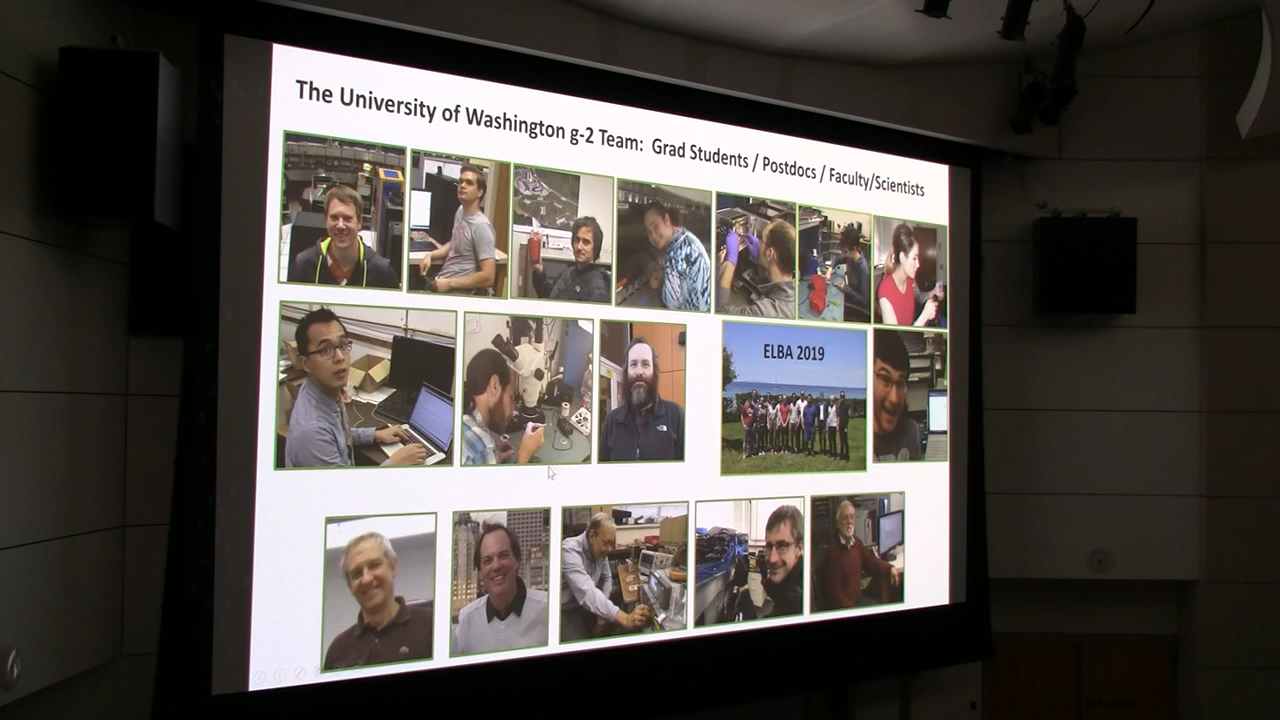 The University of Washington g-2 Team: Grad Students / Postdocs / Faculty/Scientists
ELBA 2019